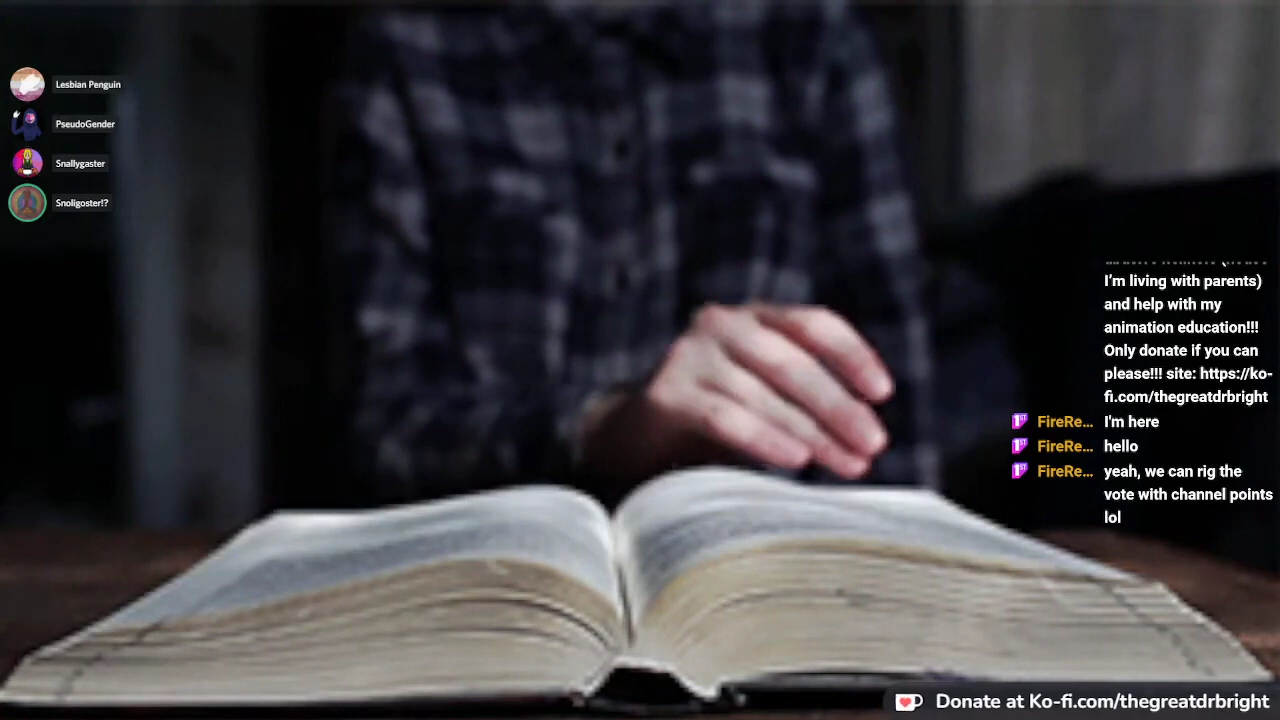 Lesbian Penguin
PseudoGender
Snallygaster
Snoligoster!?
I'm living with parents)
and help with my
animation education!!!
Only donate if you can
please!!! site: https://ko-
fi.com/thegreatdrbright
FireRe... I'm here
FireRe... hello
FireRe... yeah, we can rig the
vote with channel points
lol
Donate at Ko-fi.com/thegreatdrbright